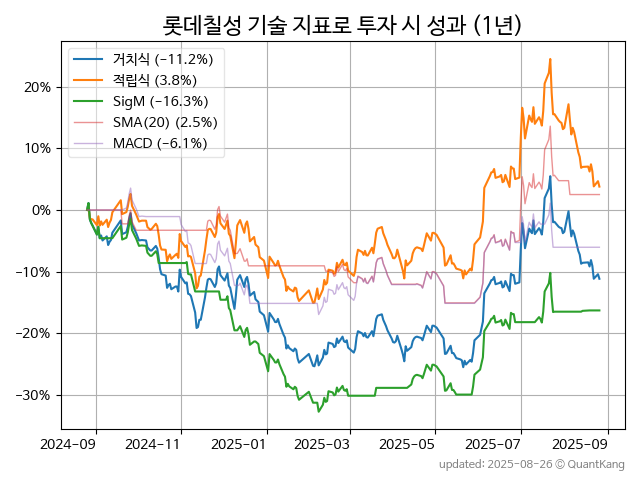 롯데칠성 기술 지표로 투자 시 성과 (1년)
거치식 (−11.2%)
적립식 (3.8%)
SigM (−16.3%)
SMA(20) (2.5%)
MACD (−6.1%)
20%
10%
0%
−10%
−20%
−30%
2024−09 2024−11 2025−01 2025−03 2025−05 2025−07 2025−09
updated: 2025-08-26 © QuantKang